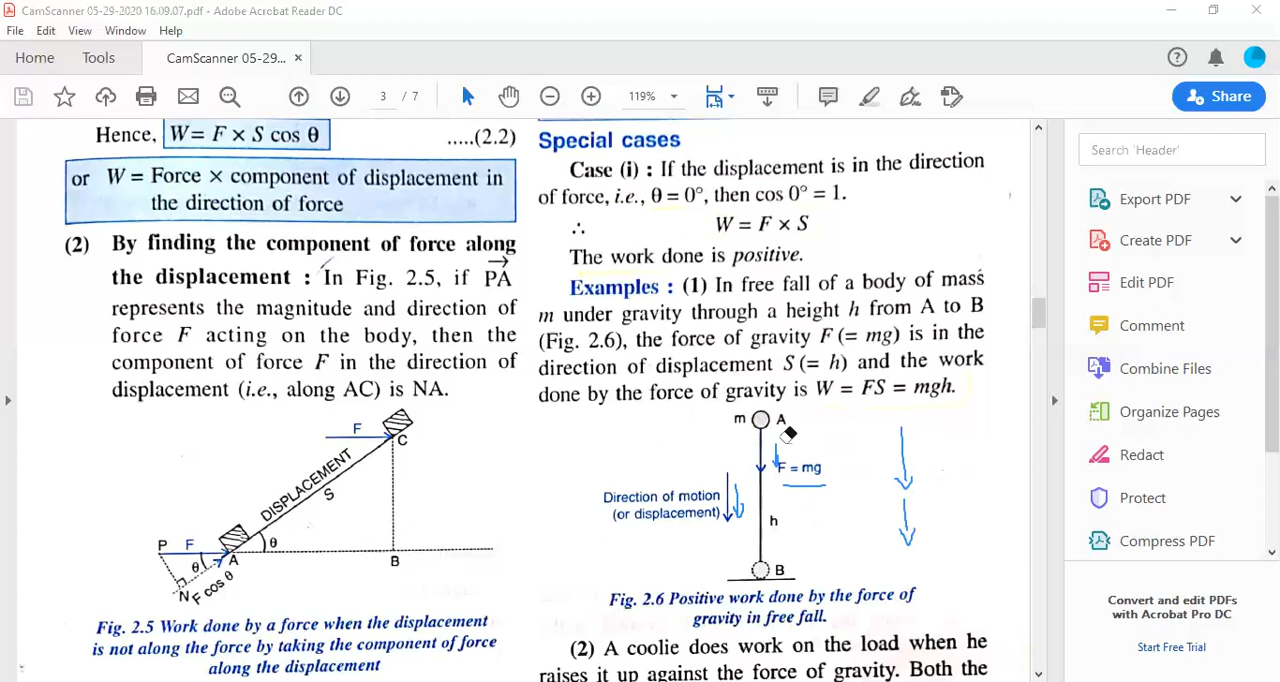 CamScanner 05-29-2020 16.09.07.pdf - Adobe Acrobat Reader DC
File Edit View Window Help
Home Tools CamScanner 05-29... ×
3 / 7 119% Share
Hence, W = F × S cos θ .....(2.2)
or W = Force × component of displacement in
the direction of force
(2) By finding the component of force along
the displacement : In Fig. 2.5, if PA
represents the magnitude and direction of
force F acting on the body, then the
component of force F in the direction of
displacement (i.e., along AC) is NA.
F
C
DISPLACEMENT
S
P F
θ A θ B
N F cos θ
Fig. 2.5 Work done by a force when the displacement
is not along the force by taking the component of force
along the displacement
Special cases
Case (i) : If the displacement is in the direction
of force, i.e., θ = 0°, then cos 0° = 1.
∴ W = F × S
The work done is positive.
Examples : (1) In free fall of a body of mass
m under gravity through a height h from A to B
(Fig. 2.6), the force of gravity F (= mg) is in the
direction of displacement S (= h) and the work
done by the force of gravity is W = FS = mgh.
m A
F = mg
Direction of motion
(or displacement)
h
B
Fig. 2.6 Positive work done by the force of
gravity in free fall.
(2) A coolie does work on the load when he
raises it up against the force of gravity. Both the
Search 'Header'
Export PDF
Create PDF
Edit PDF
Comment
Combine Files
Organize Pages
Redact
Protect
Compress PDF
Convert and edit PDFs
with Acrobat Pro DC
Start Free Trial